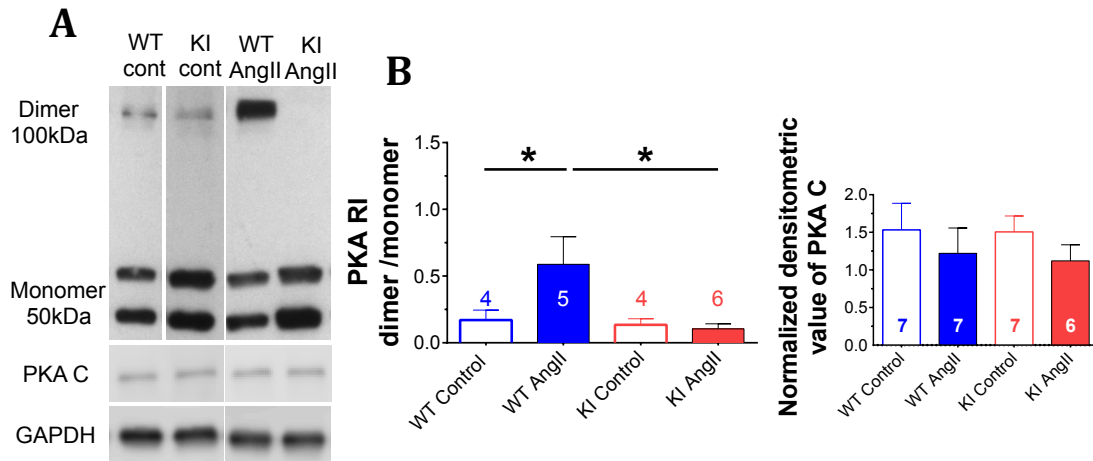 A
WT cont
KI cont
WT AngII
KI AngII
Dimer
100kDa
Monomer
50kDa
PKA C
GAPDH
B
PKA RI
dimer /monomer
1.5
1.0
0.5
0.0
*
*
4
5
4
6
WT Control
WT AngII
KI Control
KI AngII
Normalized densitometric
value of PKA C
2.0
1.5
1.0
0.5
0.0
7
7
7
6
WT Control
WT AngII
KI Control
KI AngII